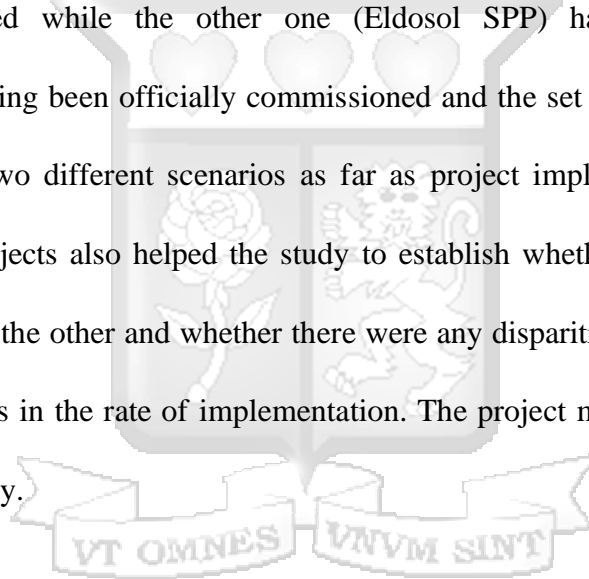 ed while the other one (Eldosol SPP) ha
ing been officially commissioned and the set
wo different scenarios as far as project impl
jects also helped the study to establish wheth
the other and whether there were any dispariti
s in the rate of implementation. The project m
y.
VT OMNES VNVM SINT